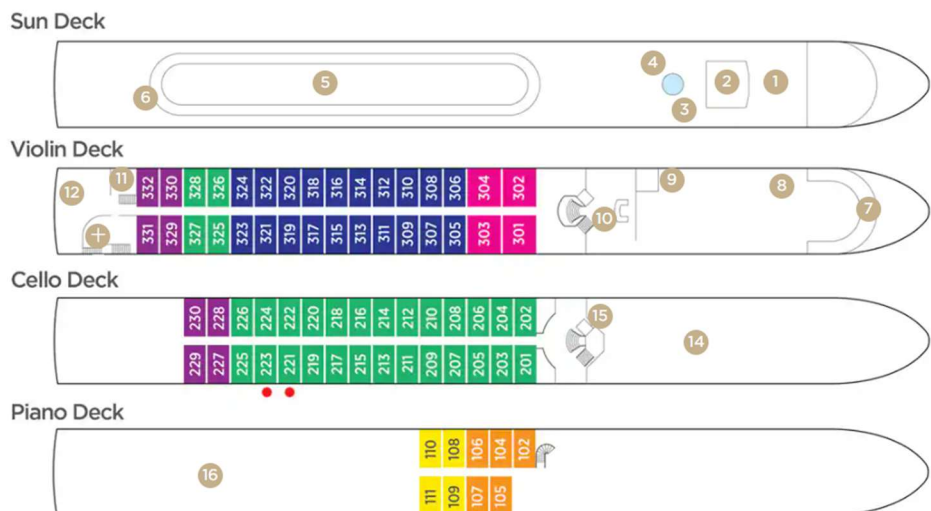 Sun Deck
4 5 2 1
6 3
Violin Deck
12 11 332 330 328 326 324 322 320 318 316 314 312 310 308 306 304 302 9 8
+ 331 329 327 325 323 321 319 317 315 313 311 309 307 305 303 301 10 7
Cello Deck
230 228 226 224 222 220 218 216 214 212 210 208 206 204 202 15
14
229 227 225 223 221 219 217 215 213 211 209 207 205 203 201
Piano Deck
110 108 106 104 102
16
111 109 107 105